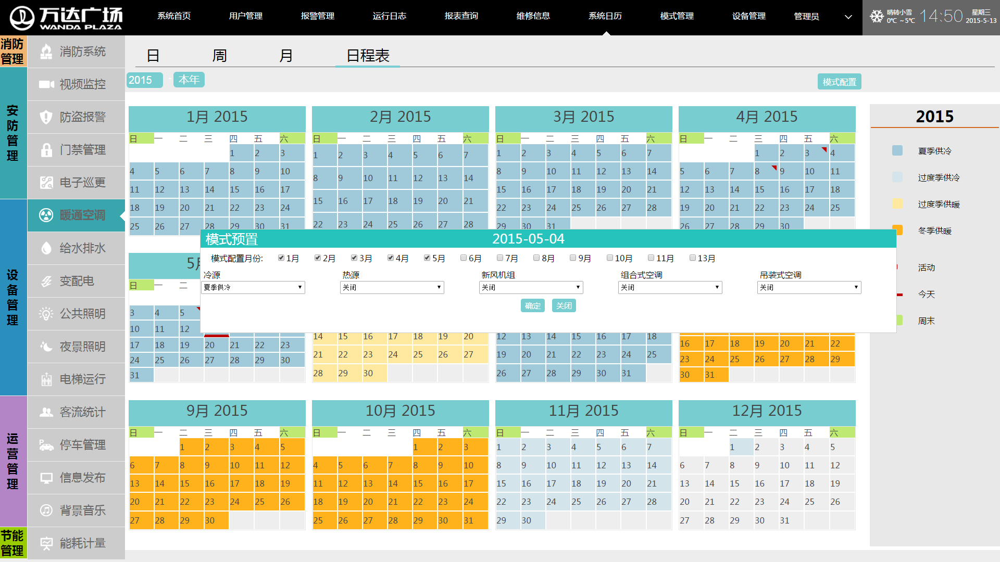 万达广场
WANDA PLAZA
系统首页 用户管理 报警管理 运行日志 报表查询 维修信息 系统日历 模式管理 设备管理 管理员
晴转小雪
0℃ ~5℃
14:50
星期三
2015-5-13
消防管理
安防管理
设备管理
运营管理
节能管理
消防系统
视频监控
防盗报警
门禁管理
电子巡更
暖通空调
给水排水
变配电
公共照明
夜景照明
电梯运行
客流统计
停车管理
信息发布
背景音乐
能耗计量
日 周 月 日程表
2015 - 本年
模式配置
1月 2015
日 一 二 三 四 五 六
1 2 3
4 5 6 7 8 9 10
11 12 13 14 15 16 17
18 19 20 21 22 23 24
25 26 27 28 29 30 31
2月 2015
日 一 二 三 四 五 六
1 2 3 4 5 6 7
8 9 10 11 12 13 14
15 16 17 18 19 20 21
22 23 24 25 26 27 28
3月 2015
日 一 二 三 四 五 六
1 2 3 4 5 6 7
8 9 10 11 12 13 14
15 16 17 18 19 20 21
22 23 24 25 26 27 28
29 30 31
4月 2015
日 一 二 三 四 五 六
1 2 3 4
5 6 7 8 9 10 11
12 13 14 15 16 17 18
19 20 21 22 23 24 25
26 27 28 29 30
模式预置 2015-05-04
模式配置月份: 1月 2月 3月 4月 5月 6月 7月 8月 9月 10月 11月 13月
冷源 热源 新风机组 组合式空调 吊装式空调
夏季供冷 关闭 关闭 关闭 关闭
确定 关闭
5月
日 一 二
3 4 5
10 11 12
17 18 19 20 21 22 23
24 25 26 27 28 29 30
31
14 15 16 17 18 19 20
21 22 23 24 25 26 27
28 29 30
12 13 14 15 16 17 18
19 20 21 22 23 24 25
26 27 28 29 30 31
16 17 18 19 20 21 22
23 24 25 26 27 28 29
30 31
9月 2015
日 一 二 三 四 五 六
1 2 3 4 5
6 7 8 9 10 11 12
13 14 15 16 17 18 19
20 21 22 23 24 25 26
27 28 29 30
10月 2015
日 一 二 三 四 五 六
1 2 3
4 5 6 7 8 9 10
11 12 13 14 15 16 17
18 19 20 21 22 23 24
25 26 27 28 29 30 31
11月 2015
日 一 二 三 四 五 六
1 2 3 4 5 6 7
8 9 10 11 12 13 14
15 16 17 18 19 20 21
22 23 24 25 26 27 28
29 30
12月 2015
日 一 二 三 四 五 六
1 2 3 4 5
6 7 8 9 10 11 12
13 14 15 16 17 18 19
20 21 22 23 24 25 26
27 28 29 30 31
2015
夏季供冷
过度季供冷
过度季供暖
冬季供暖
活动
今天
周末